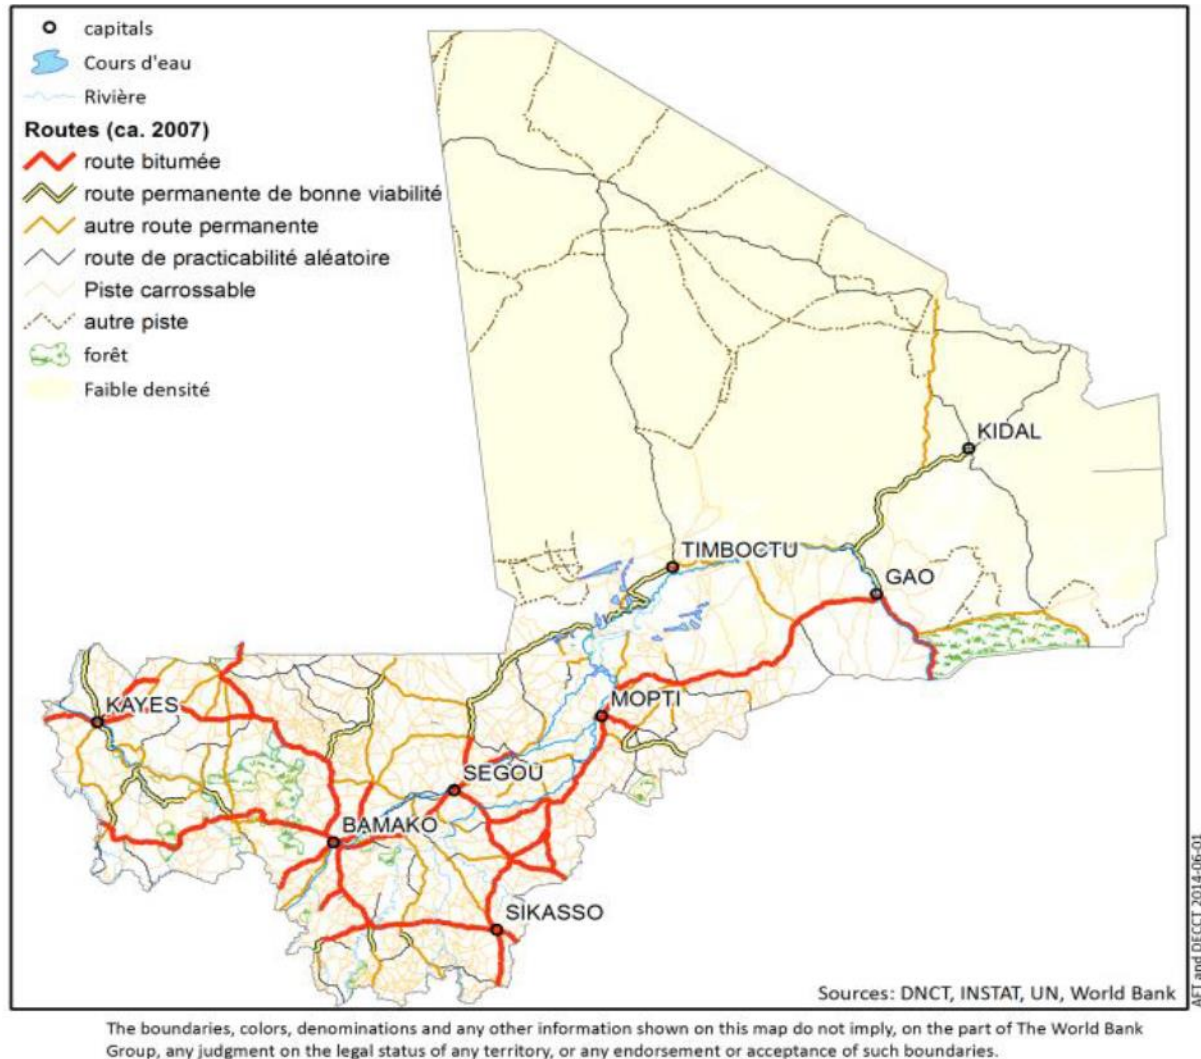 capitals
Cours d'eau
Rivière
Routes (ca. 2007)
route bitumée
route permanente de bonne viabilité
autre route permanente
route de practicabilité aléatoire
Piste carrossable
autre piste
forêt
Faible densité
KIDAL
TIMBOCTU
GAO
KAYES
MOPTI
SEGOU
BAMAKO
SIKASSO
Sources: DNCT, INSTAT, UN, World Bank
AFT and DECCT 2014-06-01
The boundaries, colors, denominations and any other information shown on this map do not imply, on the part of The World Bank
Group, any judgment on the legal status of any territory, or any endorsement or acceptance of such boundaries.